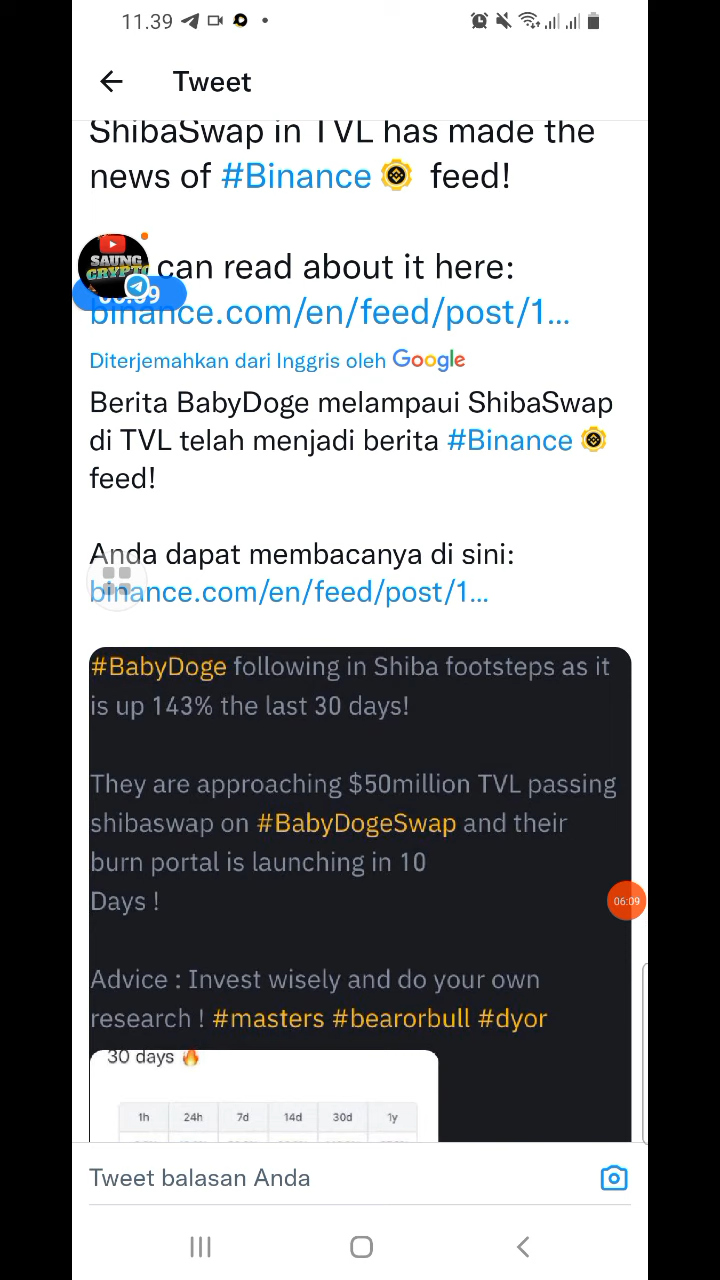 11.39
Tweet
ShibaSwap in TVL has made the
news of #Binance feed!
SAUNG
CRYPTO
can read about it here:
binance.com/en/feed/post/1...
Diterjemahkan dari Inggris oleh Google
Berita BabyDoge melampaui ShibaSwap
di TVL telah menjadi berita #Binance
feed!
Anda dapat membacanya di sini:
binance.com/en/feed/post/1...
#BabyDoge following in Shiba footsteps as it
is up 143% the last 30 days!
They are approaching $50million TVL passing
shibaswap on #BabyDogeSwap and their
burn portal is launching in 10
Days !
06:09
Advice : Invest wisely and do your own
research ! #masters #bearorbull #dyor
30 days
1h 24h 7d 14d 30d 1y
Tweet balasan Anda